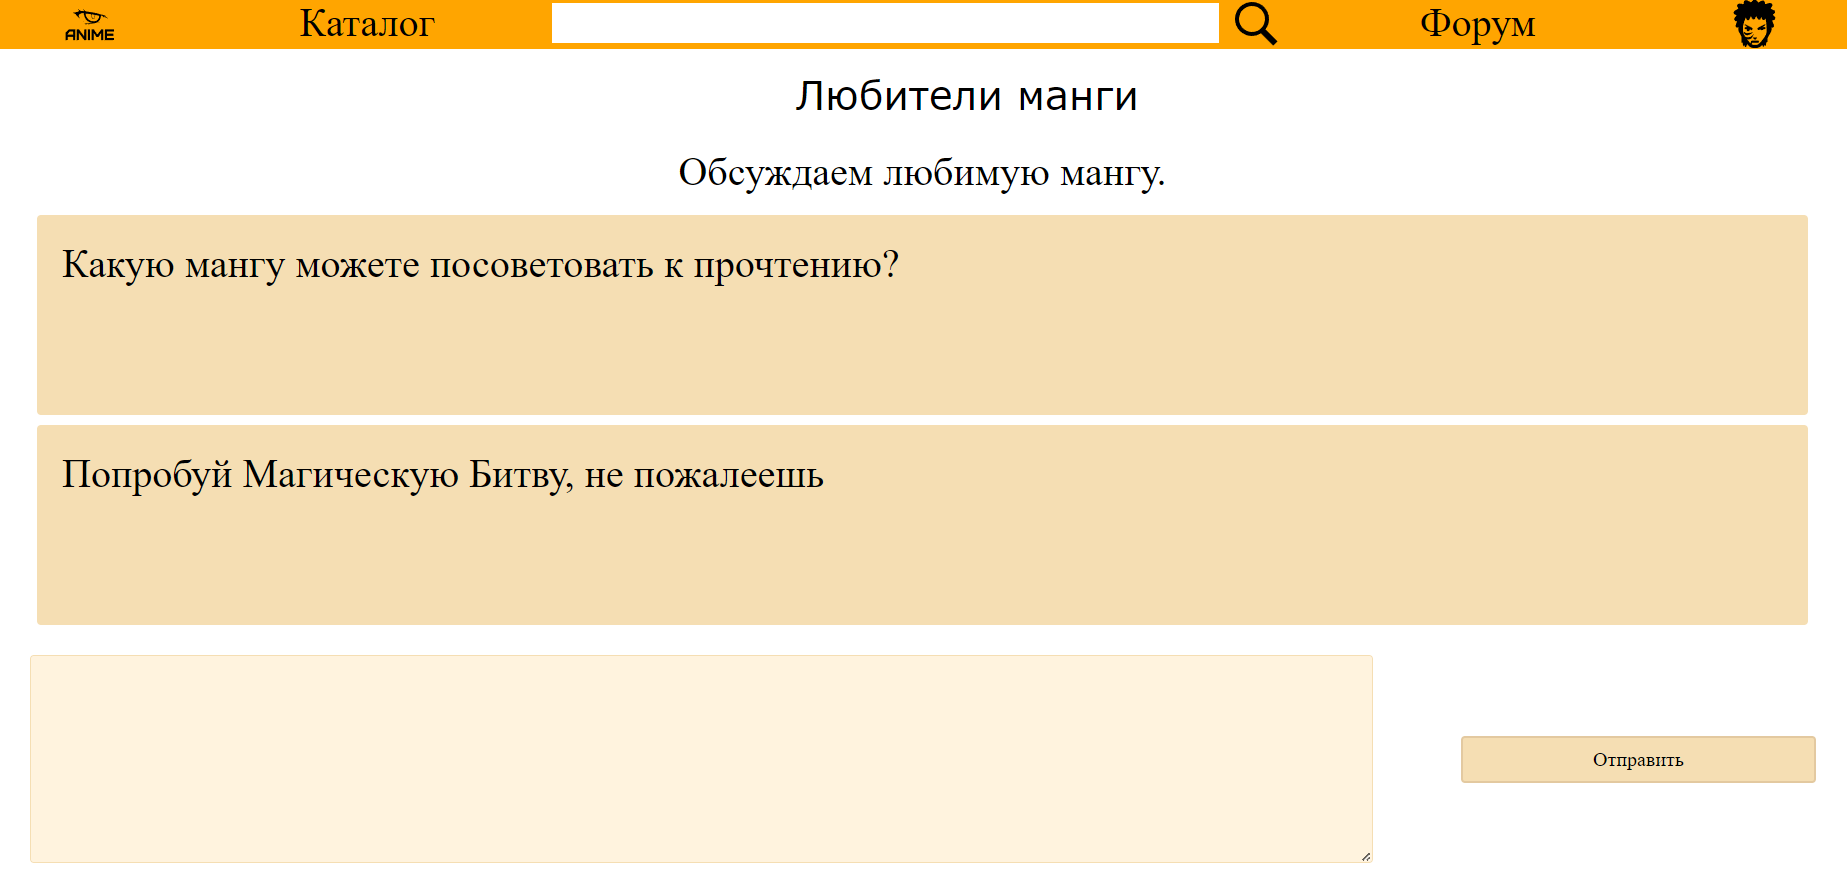 ANIME
Каталог
Форум
Любители манги
Обсуждаем любимую мангу.
Какую мангу можете посоветовать к прочтению?
Попробуй Магическую Битву, не пожалеешь
Отправить